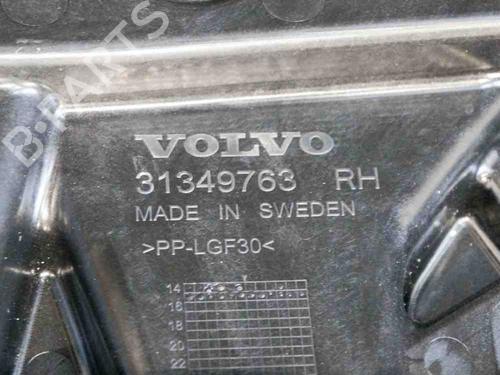 B-PARTS
VOLVO
31349763 RH
MADE IN SWEDEN
>PP-LGF30<
14
16
18
20
22